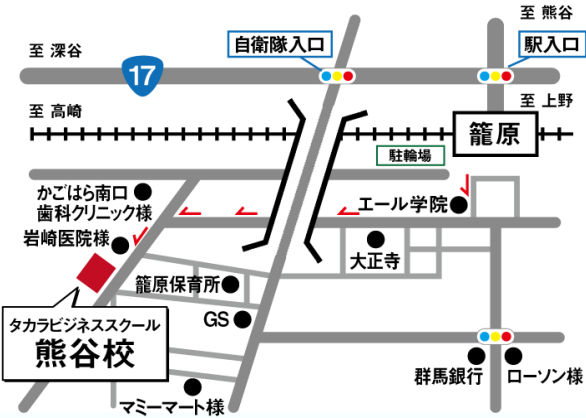 至 熊谷
自衛隊入口
駅入口
至 深谷
17
至 高崎
至 上野
籠原
駐輪場
かごはら南口
歯科クリニック様
エール学院
岩崎医院様
大正寺
籠原保育所
タカラビジネススクール
熊谷校
GS
群馬銀行
ローソン様
マミーマート様